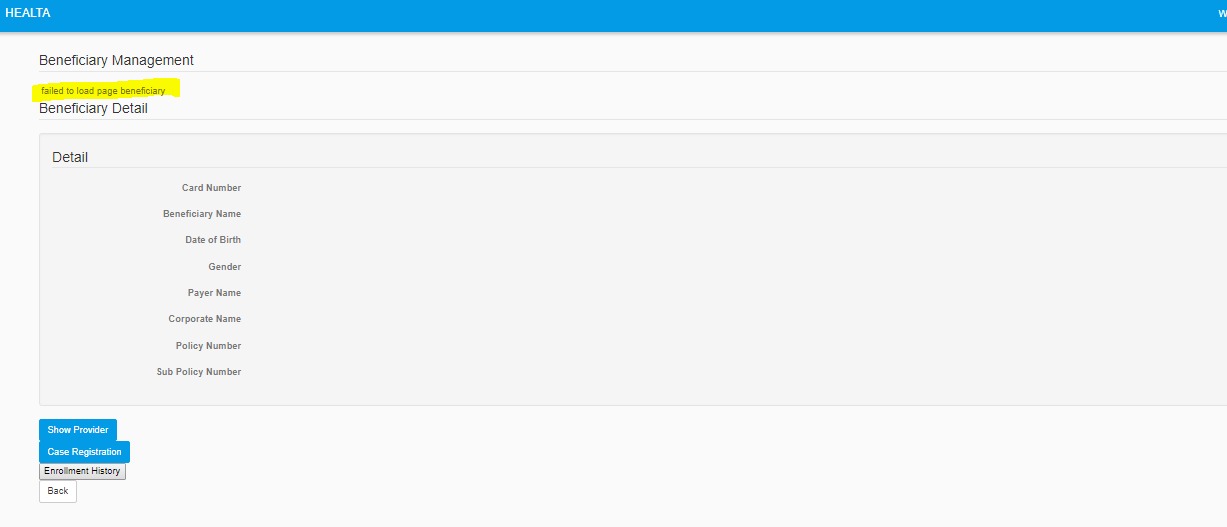 HEALTA
Beneficiary Management
failed to load page beneficiary
Beneficiary Detail
Detail
Card Number
Beneficiary Name
Date of Birth
Gender
Payer Name
Corporate Name
Policy Number
Sub Policy Number
Show Provider
Case Registration
Enrollment History
Back